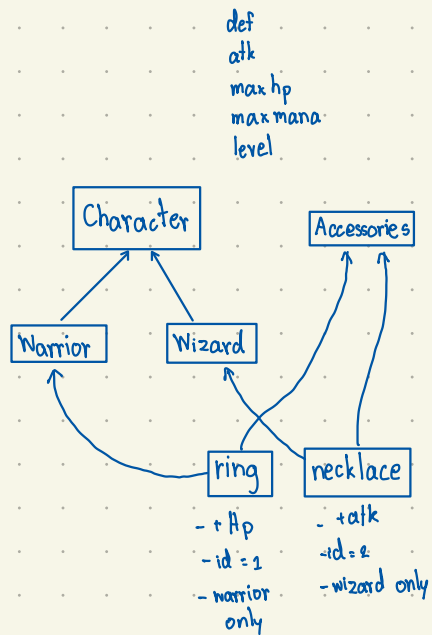 def
atk
max hp
max mana
level
Character
Accessories
Warrior
Wizard
ring
necklace
- + Hp
- id = 1
- warrior
only
- +atk
-id = 2
- wizard only